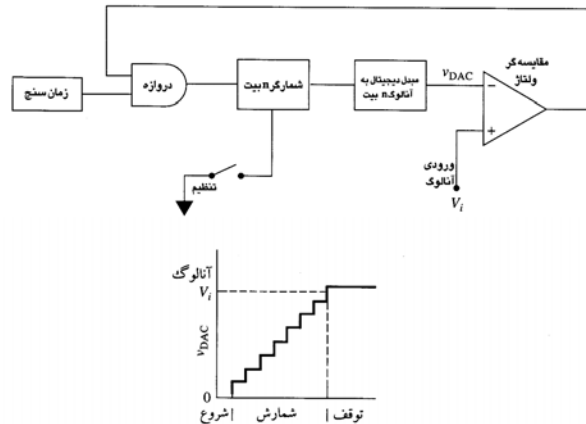 مقایسه‌گر
ولتاژ
زمان سنج
دروازه
شمارگر n بیت
مبدل دیجیتال به
آنالوگ n بیت
vDAC
−
+
تنظیم
ورودی
آنالوگ
Vi
آنالوگ
Vi
vDAC
0
شروع | شمارش | توقف